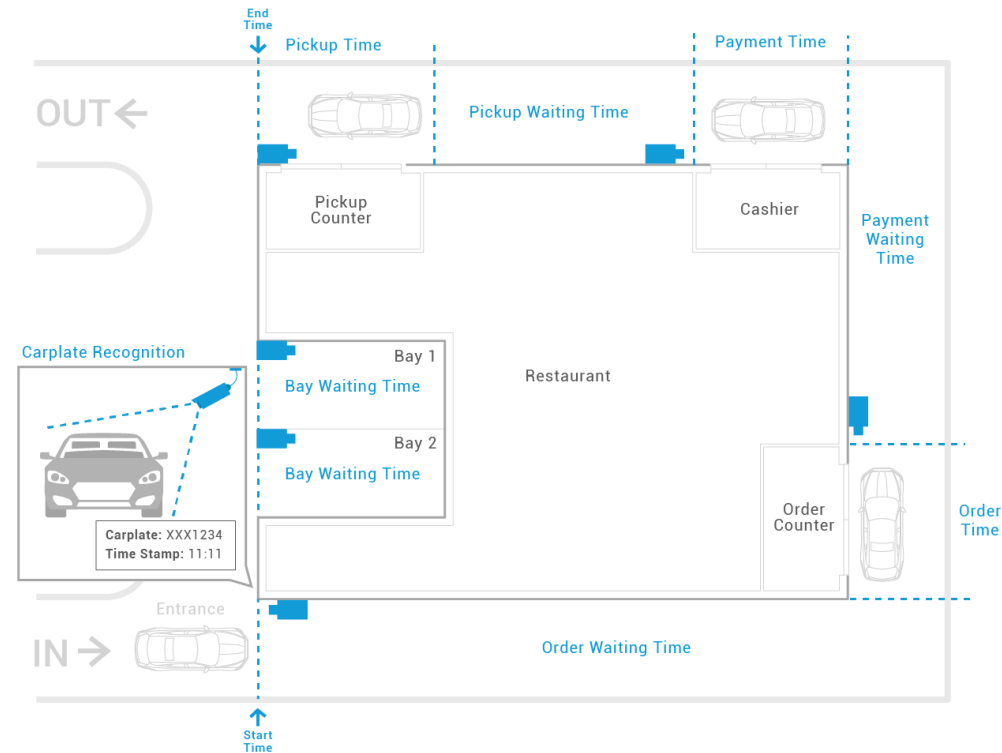 End
Time
Pickup Time
Payment Time
OUT
Pickup Waiting Time
Pickup
Counter
Cashier
Payment
Waiting
Time
Carplate Recognition
Bay 1
Bay Waiting Time
Restaurant
Bay 2
Bay Waiting Time
Carplate: XXX1234
Time Stamp: 11:11
Order
Counter
Order
Time
Entrance
IN
Order Waiting Time
Start
Time